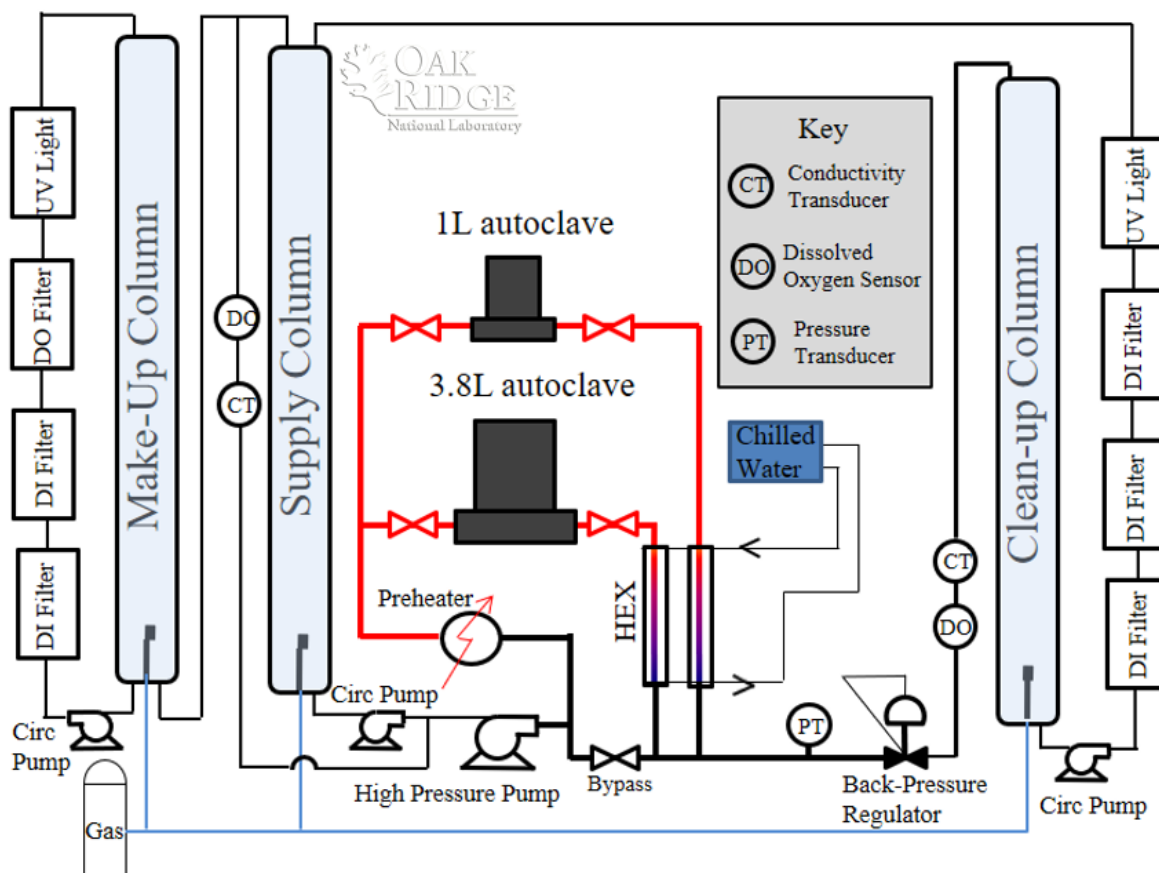 OAK
RIDGE
National Laboratory
Key
CT
Conductivity
Transducer
DO
Dissolved
Oxygen Sensor
PT
Pressure
Transducer
UV Light
DO Filter
DI Filter
DI Filter
Make-Up Column
Circ
Pump
Gas
DO
CT
Supply Column
1L autoclave
3.8L autoclave
Preheater
Circ Pump
High Pressure Pump
Bypass
HEX
Chilled
Water
PT
Back-Pressure
Regulator
CT
DO
Clean-up Column
UV Light
DI Filter
DI Filter
DI Filter
Circ Pump